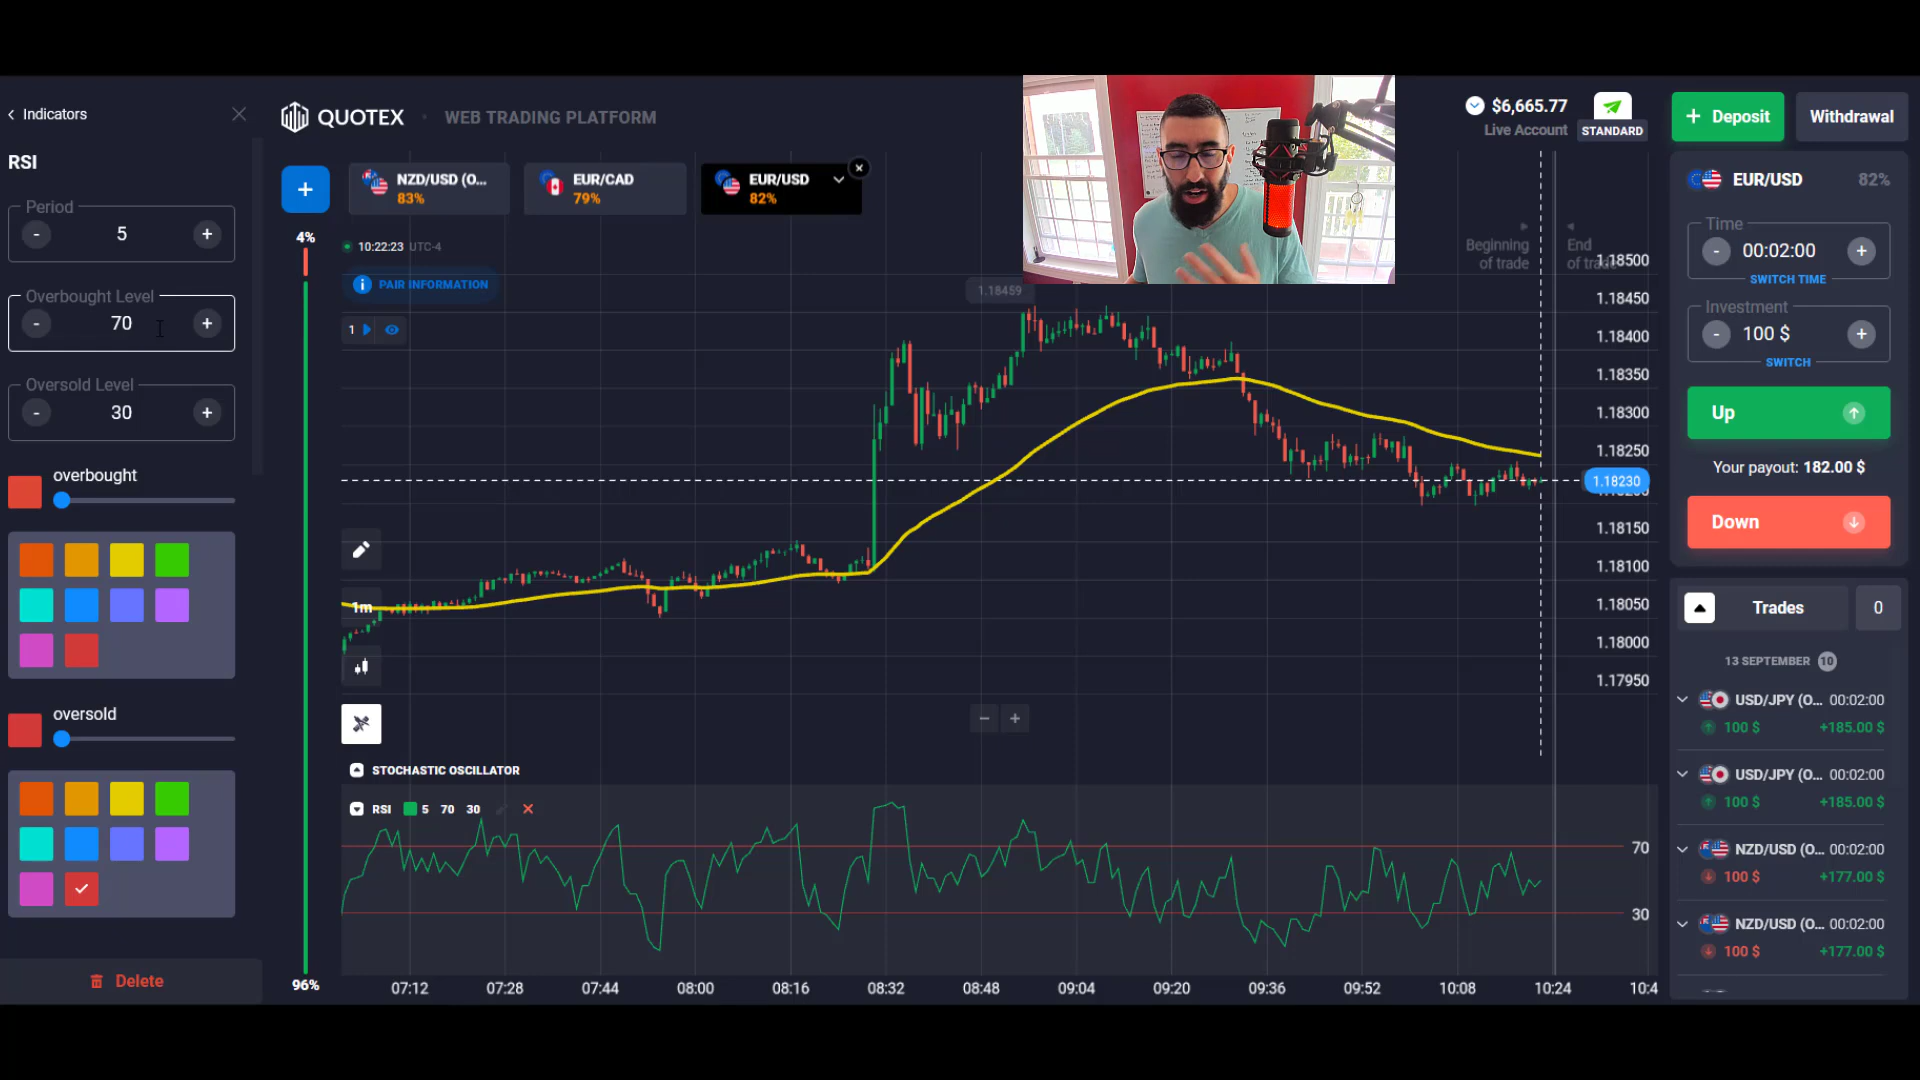 Indicators
RSI
Period
- 5 +
Overbought Level
- 70 +
Oversold Level
- 30 +
overbought
oversold
Delete
QUOTEX
WEB TRADING PLATFORM
$6,665.77
Live Account
STANDARD
+ Deposit
Withdrawal
+
NZD/USD (O...
83%
EUR/CAD
79%
EUR/USD
82%
4%
96%
10:22:23 UTC-4
PAIR INFORMATION
1
1m
1.18459
Beginning
of trade
End
of trade
1.18500
1.18450
1.18400
1.18350
1.18300
1.18250
1.18230
1.18150
1.18100
1.18050
1.18000
1.17950
- +
STOCHASTIC OSCILLATOR
RSI 5 70 30
70
30
07:12 07:28 07:44 08:00 08:16 08:32 08:48 09:04 09:20 09:36 09:52 10:08 10:24 10:4
EUR/USD 82%
Time
- 00:02:00 +
SWITCH TIME
Investment
- 100 $ +
SWITCH
Up
Your payout: 182.00 $
Down
Trades 0
13 SEPTEMBER 10
USD/JPY (O... 00:02:00
100 $ +185.00 $
USD/JPY (O... 00:02:00
100 $ +185.00 $
NZD/USD (O... 00:02:00
100 $ +177.00 $
NZD/USD (O... 00:02:00
100 $ +177.00 $